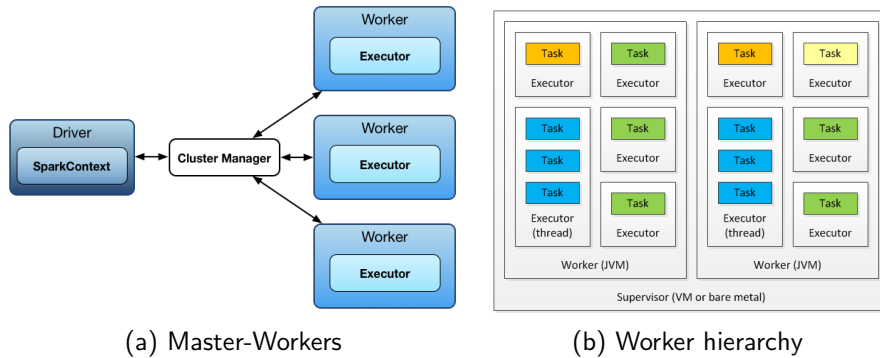 Worker
Executor
Driver
SparkContext
Cluster Manager
Worker
Executor
Worker
Executor
(a) Master-Workers
Task
Executor
Task
Executor
Task
Task
Task
Executor
(thread)
Task
Executor
Task
Executor
Worker (JVM)
Task
Executor
Task
Executor
Task
Task
Task
Executor
(thread)
Task
Executor
Task
Executor
Worker (JVM)
Supervisor (VM or bare metal)
(b) Worker hierarchy